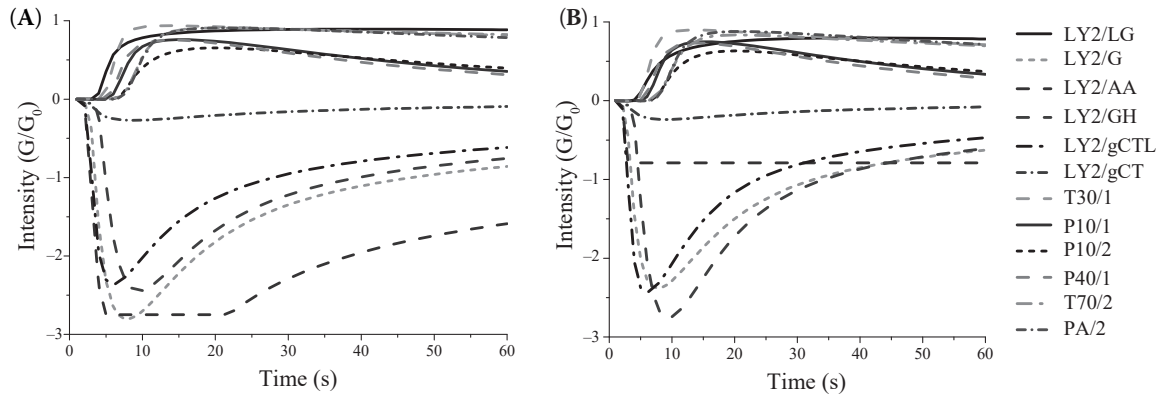 (A)
1
0
–1
–2
–3
Intensity (G/G0)
0 10 20 30 40 50 60
Time (s)
(B)
1
0
–1
–2
–3
Intensity (G/G0)
0 10 20 30 40 50 60
Time (s)
LY2/LG
LY2/G
LY2/AA
LY2/GH
LY2/gCTL
LY2/gCT
T30/1
P10/1
P10/2
P40/1
T70/2
PA/2